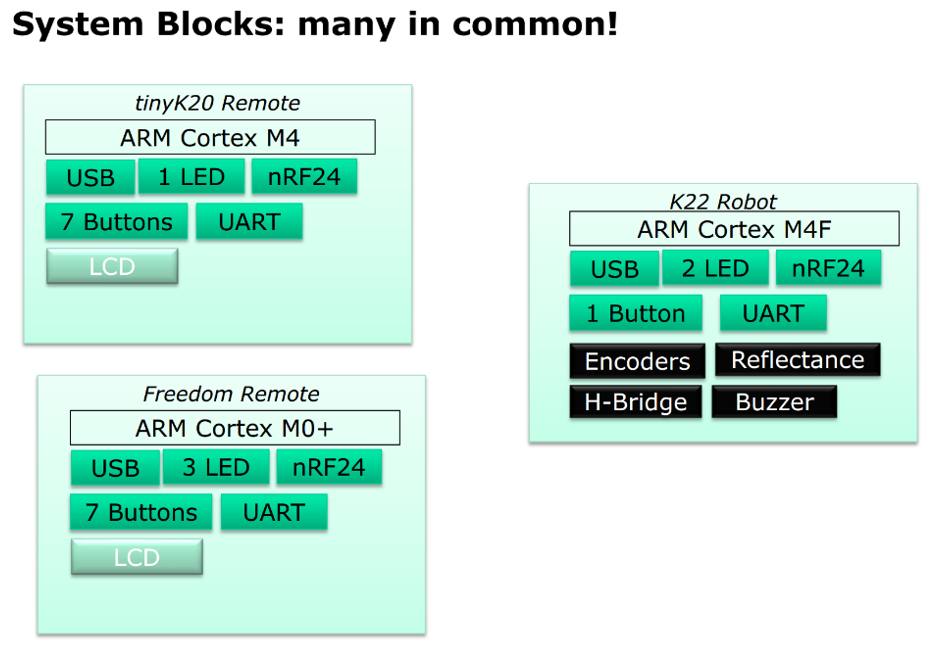 System Blocks: many in common!
tinyK20 Remote
ARM Cortex M4
USB 1 LED nRF24
7 Buttons UART
LCD
Freedom Remote
ARM Cortex M0+
USB 3 LED nRF24
7 Buttons UART
LCD
K22 Robot
ARM Cortex M4F
USB 2 LED nRF24
1 Button UART
Encoders Reflectance
H-Bridge Buzzer